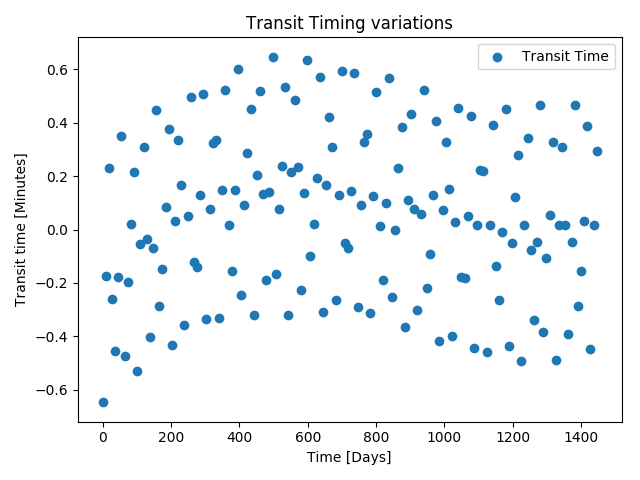 Transit Timing variations
Transit Time
Transit time [Minutes]
0.6
0.4
0.2
0.0
−0.2
−0.4
−0.6
0 200 400 600 800 1000 1200 1400
Time [Days]